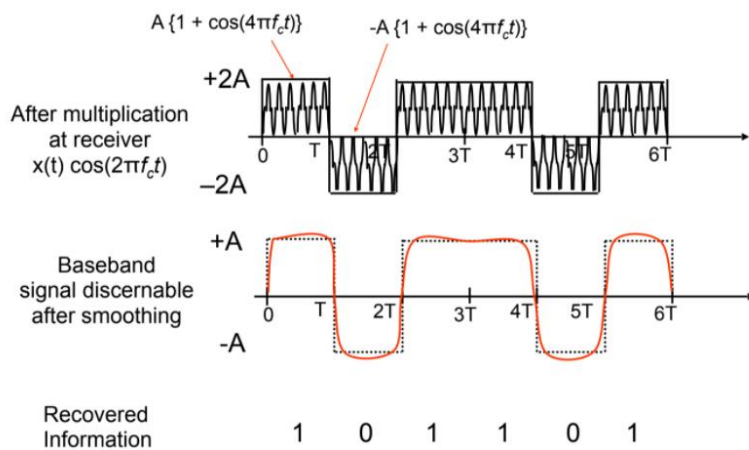 A {1 + cos(4πf_ct)}
-A {1 + cos(4πf_ct)}
+2A
After multiplication
at receiver
x(t) cos(2πf_ct)
0 T 2T 3T 4T 5T 6T
–2A
+A
Baseband
signal discernable
after smoothing
0 T 2T 3T 4T 5T 6T
-A
Recovered
Information
1 0 1 1 0 1